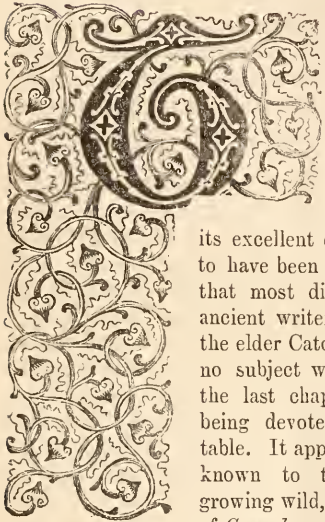 T
its excellent
to have been
that most di
ancient write
the elder Cato
no subject w
the last chap
being devote
table. It app
known to t
growing wild,